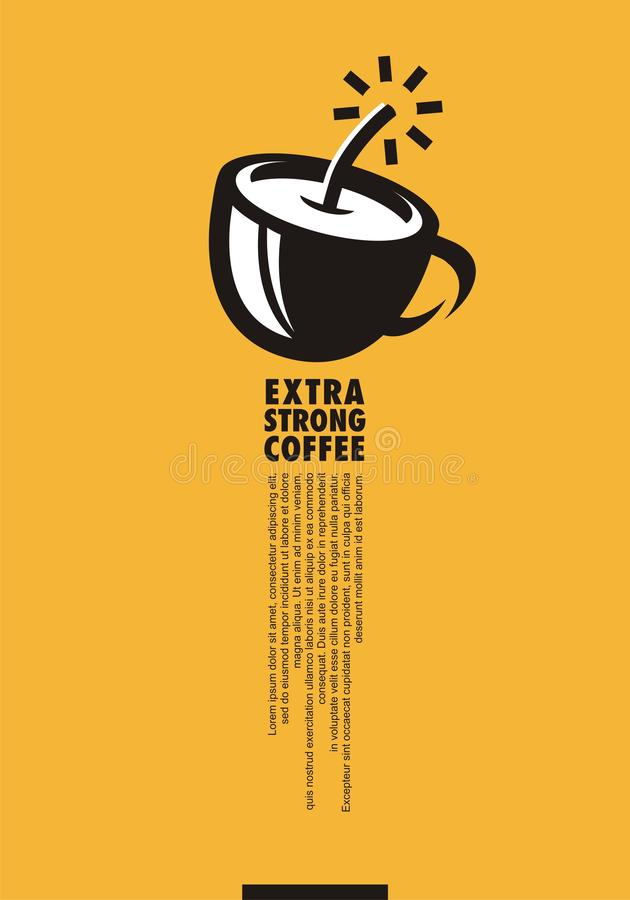 EXTRA
STRONG
COFFEE
Lorem ipsum dolor sit amet, consectetur adipiscing elit,
sed do eiusmod tempor incididunt ut labore et dolore
magna aliqua. Ut enim ad minim veniam,
quis nostrud exercitation ullamco laboris nisi ut aliquip ex ea commodo
consequat. Duis aute irure dolor in reprehenderit
in voluptate velit esse cillum dolore eu fugiat nulla pariatur.
Excepteur sint occaecat cupidatat non proident, sunt in culpa qui officia
deserunt mollit anim id est laborum.
dreamstime.com